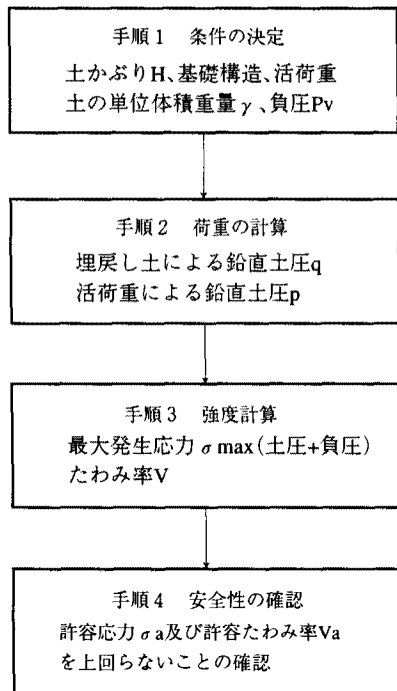 手順1 条件の決定
土かぶりH、基礎構造、活荷重
土の単位体積重量γ、負圧Pv
手順2 荷重の計算
埋戻し土による鉛直土圧q
活荷重による鉛直土圧p
手順3 強度計算
最大発生応力σmax(土圧+負圧)
たわみ率V
手順4 安全性の確認
許容応力σa及び許容たわみ率Va
を上回らないことの確認